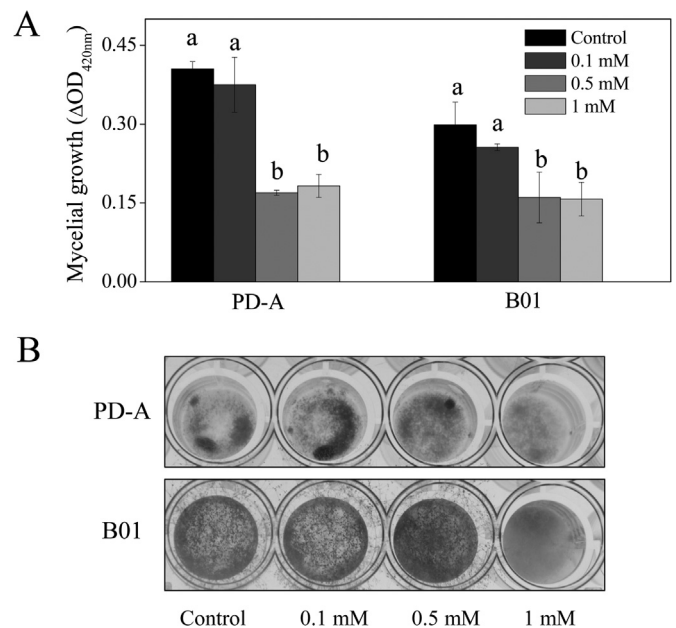 A
Mycelial growth (ΔOD420nm)
0.45
0.30
0.15
0.00
a a b b
a a b b
Control
0.1 mM
0.5 mM
1 mM
PD-A B01
B
PD-A
B01
Control 0.1 mM 0.5 mM 1 mM